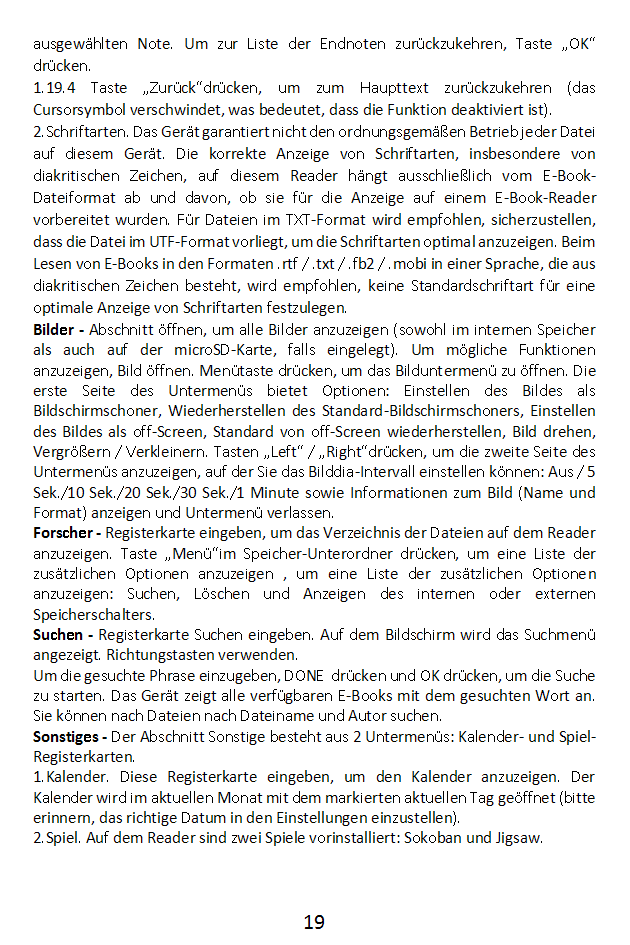 ausgewählten Note. Um zur Liste der Endnoten zurückzukehren, Taste „OK“
drücken.
1.19.4 Taste „Zurück“drücken, um zum Haupttext zurückzukehren (das
Cursorsymbol verschwindet, was bedeutet, dass die Funktion deaktiviert ist).
2.Schriftarten. Das Gerät garantiert nicht den ordnungsgemäßen Betrieb jeder Datei
auf diesem Gerät. Die korrekte Anzeige von Schriftarten, insbesondere von
diakritischen Zeichen, auf diesem Reader hängt ausschließlich vom E-Book-
Dateiformat ab und davon, ob sie für die Anzeige auf einem E-Book-Reader
vorbereitet wurden. Für Dateien im TXT-Format wird empfohlen, sicherzustellen,
dass die Datei im UTF-Format vorliegt, um die Schriftarten optimal anzuzeigen. Beim
Lesen von E-Books in den Formaten .rtf / .txt / .fb2 / .mobi in einer Sprache, die aus
diakritischen Zeichen besteht, wird empfohlen, keine Standardschriftart für eine
optimale Anzeige von Schriftarten festzulegen.
Bilder - Abschnitt öffnen, um alle Bilder anzuzeigen (sowohl im internen Speicher
als auch auf der microSD-Karte, falls eingelegt). Um mögliche Funktionen
anzuzeigen, Bild öffnen. Menütaste drücken, um das Bilduntermenü zu öffnen. Die
erste Seite des Untermenüs bietet Optionen: Einstellen des Bildes als
Bildschirmschoner, Wiederherstellen des Standard-Bildschirmschoners, Einstellen
des Bildes als off-Screen, Standard von off-Screen wiederherstellen, Bild drehen,
Vergrößern / Verkleinern. Tasten „Left“ / „Right“drücken, um die zweite Seite des
Untermenüs anzuzeigen, auf der Sie das Bilddia-Intervall einstellen können: Aus / 5
Sek./10 Sek./20 Sek./30 Sek./1 Minute sowie Informationen zum Bild (Name und
Format) anzeigen und Untermenü verlassen.
Forscher - Registerkarte eingeben, um das Verzeichnis der Dateien auf dem Reader
anzuzeigen. Taste „Menü“im Speicher-Unterordner drücken, um eine Liste der
zusätzlichen Optionen anzuzeigen , um eine Liste der zusätzlichen Optionen
anzuzeigen: Suchen, Löschen und Anzeigen des internen oder externen
Speicherschalters.
Suchen - Registerkarte Suchen eingeben. Auf dem Bildschirm wird das Suchmenü
angezeigt. Richtungstasten verwenden.
Um die gesuchte Phrase einzugeben, DONE drücken und OK drücken, um die Suche
zu starten. Das Gerät zeigt alle verfügbaren E-Books mit dem gesuchten Wort an.
Sie können nach Dateien nach Dateiname und Autor suchen.
Sonstiges - Der Abschnitt Sonstige besteht aus 2 Untermenüs: Kalender- und Spiel-
Registerkarten.
1.Kalender. Diese Registerkarte eingeben, um den Kalender anzuzeigen. Der
Kalender wird im aktuellen Monat mit dem markierten aktuellen Tag geöffnet (bitte
erinnern, das richtige Datum in den Einstellungen einzustellen).
2.Spiel. Auf dem Reader sind zwei Spiele vorinstalliert: Sokoban und Jigsaw.
19